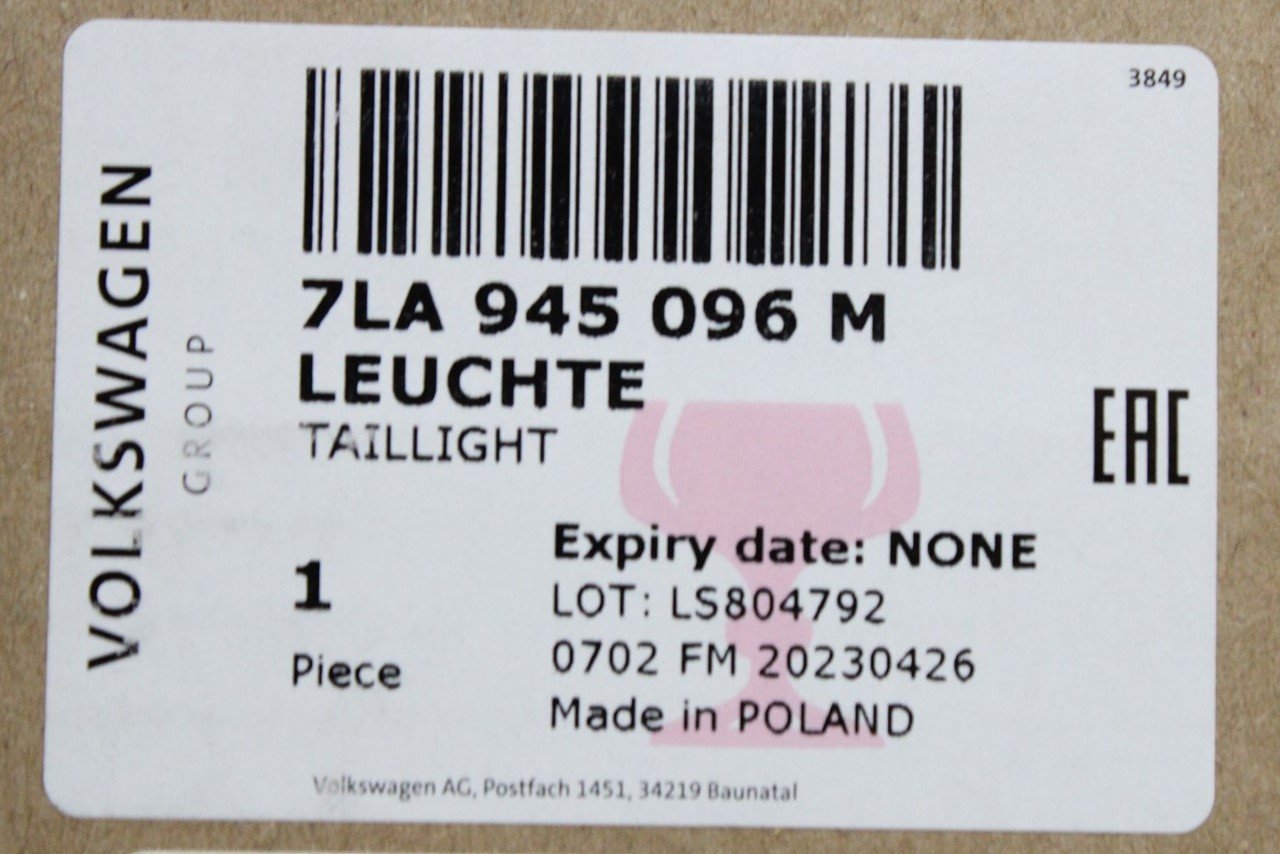 3849
VOLKSWAGEN
GROUP
7LA 945 096 M
LEUCHTE
TAILLIGHT
EAC
1
Piece
Expiry date: NONE
LOT: LS804792
0702 FM 20230426
Made in POLAND
Volkswagen AG, Postfach 1451, 34219 Baunatal